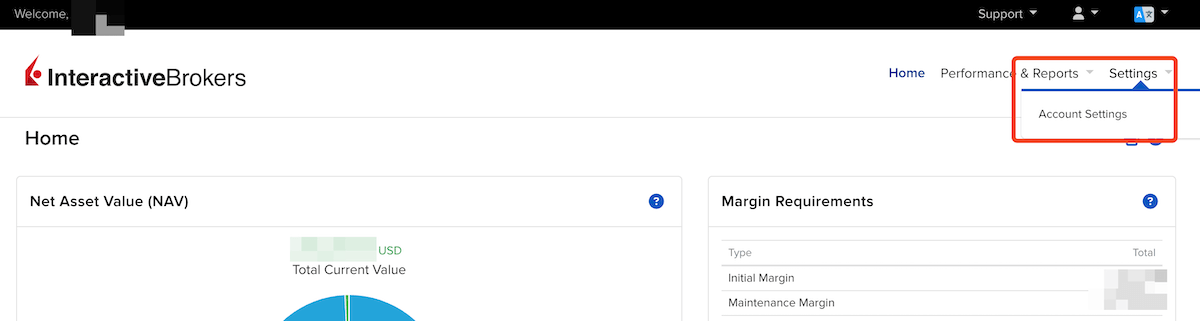 Welcome,
Support
InteractiveBrokers
Home Performance & Reports Settings
Account Settings
Home
Net Asset Value (NAV) ?
USD
Total Current Value
Margin Requirements ?
Type Total
Initial Margin
Maintenance Margin